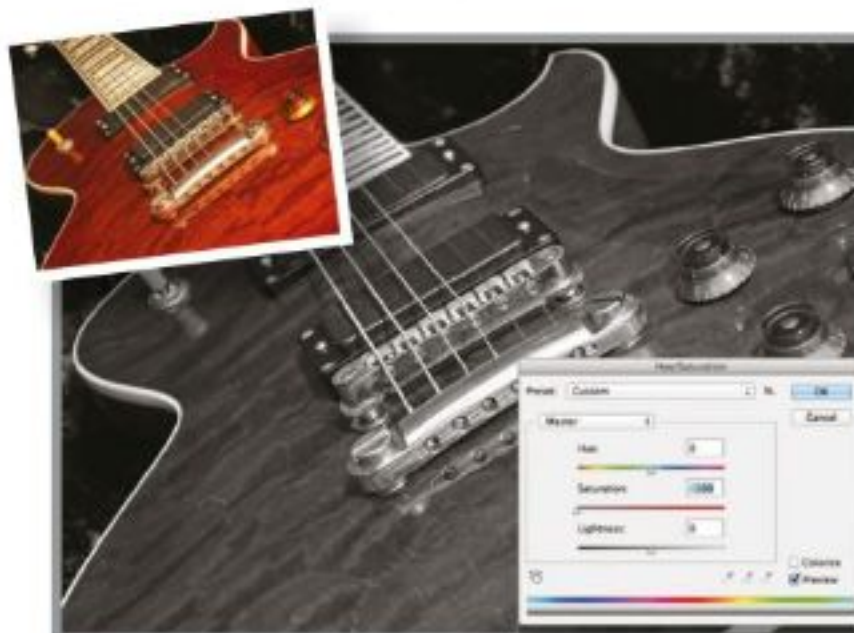 Hue/Saturation
Preset: Custom
OK
Cancel
Master
Hue: 0
Saturation: -100
Lightness: 0
Colorize
Preview